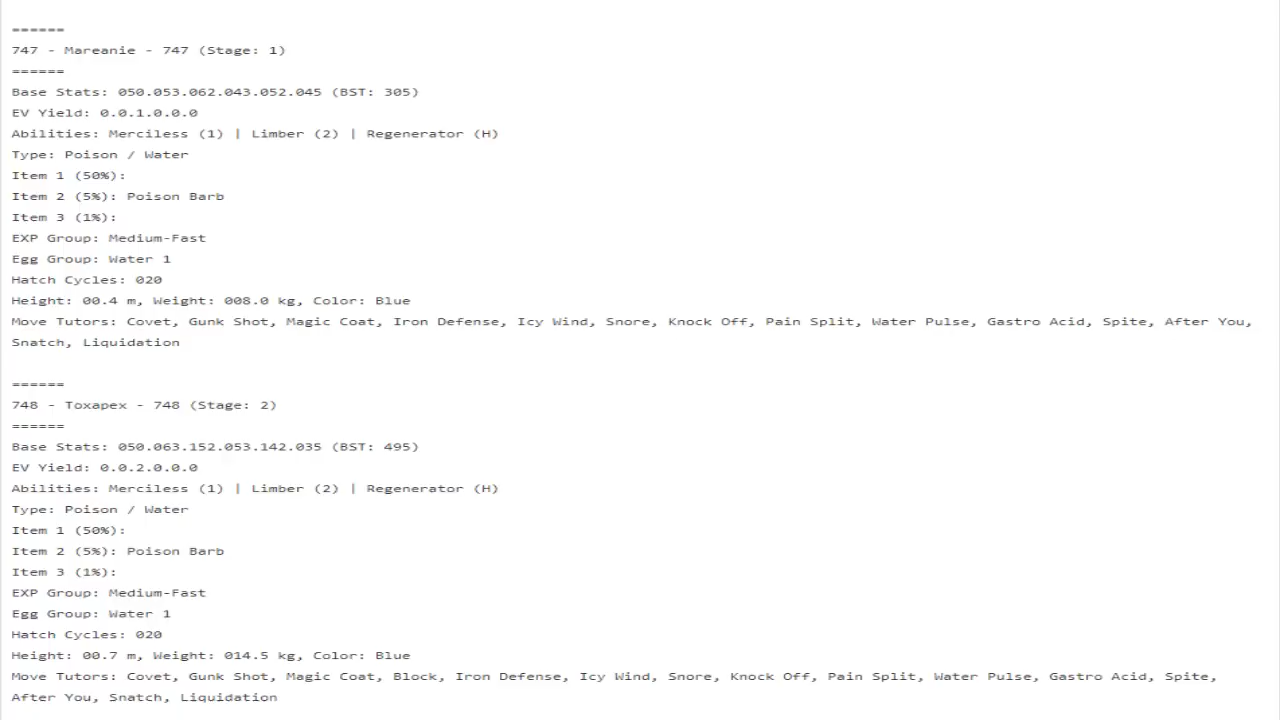 ======
747 - Mareanie - 747 (Stage: 1)
======
Base Stats: 050.053.062.043.052.045 (BST: 305)
EV Yield: 0.0.1.0.0.0
Abilities: Merciless (1) | Limber (2) | Regenerator (H)
Type: Poison / Water
Item 1 (50%):
Item 2 (5%): Poison Barb
Item 3 (1%):
EXP Group: Medium-Fast
Egg Group: Water 1
Hatch Cycles: 020
Height: 00.4 m, Weight: 008.0 kg, Color: Blue
Move Tutors: Covet, Gunk Shot, Magic Coat, Iron Defense, Icy Wind, Snore, Knock Off, Pain Split, Water Pulse, Gastro Acid, Spite, After You,
Snatch, Liquidation
======
748 - Toxapex - 748 (Stage: 2)
======
Base Stats: 050.063.152.053.142.035 (BST: 495)
EV Yield: 0.0.2.0.0.0
Abilities: Merciless (1) | Limber (2) | Regenerator (H)
Type: Poison / Water
Item 1 (50%):
Item 2 (5%): Poison Barb
Item 3 (1%):
EXP Group: Medium-Fast
Egg Group: Water 1
Hatch Cycles: 020
Height: 00.7 m, Weight: 014.5 kg, Color: Blue
Move Tutors: Covet, Gunk Shot, Magic Coat, Block, Iron Defense, Icy Wind, Snore, Knock Off, Pain Split, Water Pulse, Gastro Acid, Spite,
After You, Snatch, Liquidation